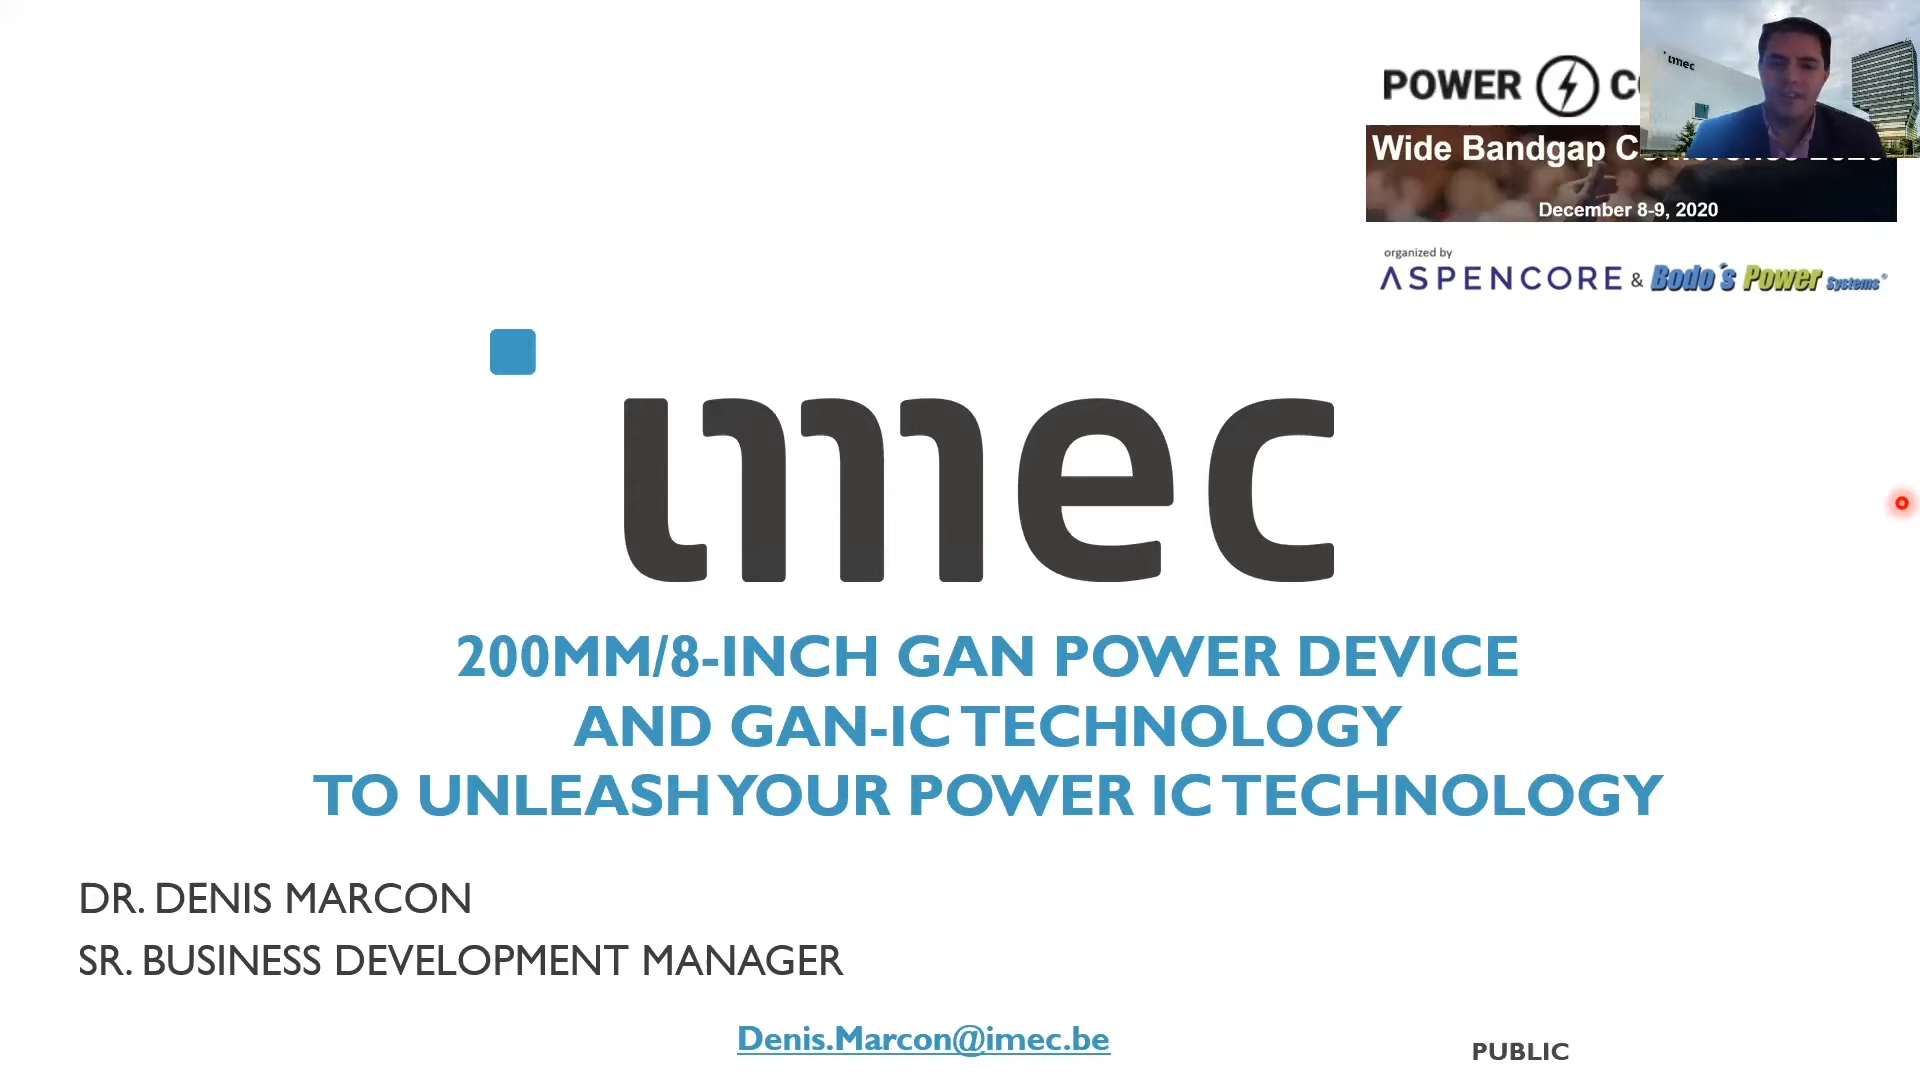 POWER
imec
Wide Bandgap
December 8-9, 2020
organized by
ASPENCORE & Bodo´s Power Systems®
imec
200MM/8-INCH GAN POWER DEVICE
AND GAN-IC TECHNOLOGY
TO UNLEASH YOUR POWER IC TECHNOLOGY
DR. DENIS MARCON
SR. BUSINESS DEVELOPMENT MANAGER
Denis.Marcon@imec.be
PUBLIC